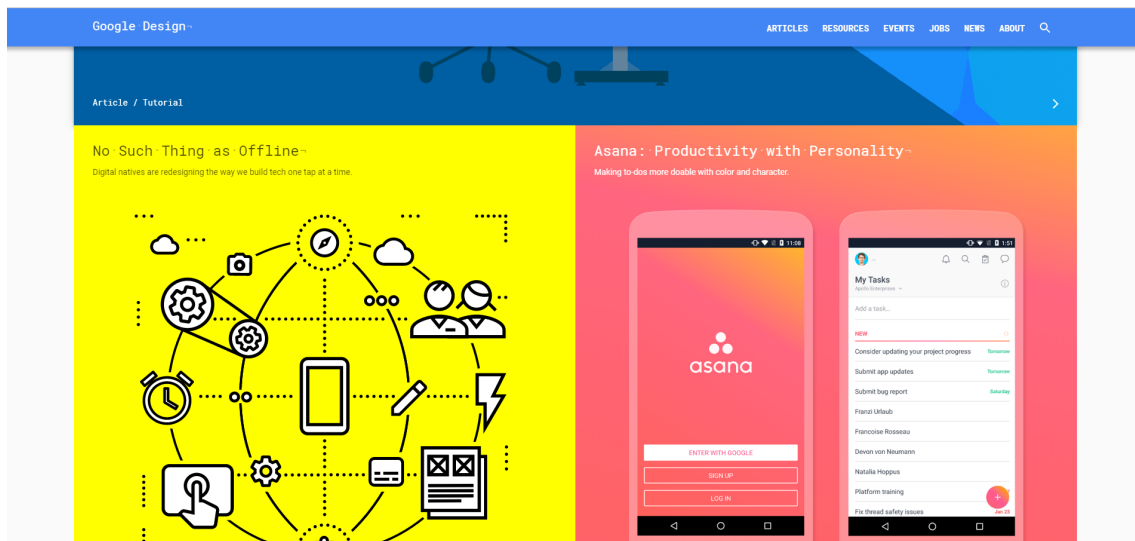 Google Design
ARTICLES RESOURCES EVENTS JOBS NEWS ABOUT
Article / Tutorial
No Such Thing as Offline
Digital natives are redesigning the way we build tech one tap at a time.
Asana: Productivity with Personality
Making to-dos more doable with color and character.
11:08
asana
ENTER WITH GOOGLE
SIGN UP
LOG IN
1:51
My Tasks
Apollo Enterprises
Add a task...
NEW
Consider updating your project progress Tomorrow
Submit app updates Tomorrow
Submit bug report Saturday
Franzi Urlaub
Francoise Rosseau
Devon von Neumann
Natalia Hoppus
Platform training
Fix thread safety issues Jan 23